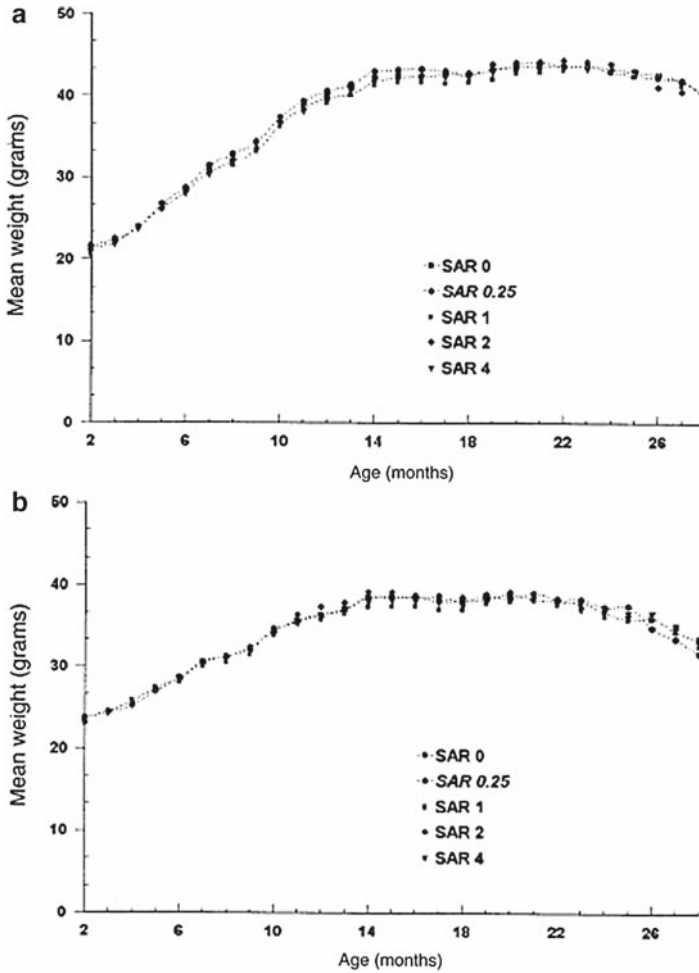 a
50
40
30
20
10
0
Mean weight (grams)
SAR 0
SAR 0.25
SAR 1
SAR 2
SAR 4
2 6 10 14 18 22 26
Age (months)
b
50
40
30
20
10
0
Mean weight (grams)
SAR 0
SAR 0.25
SAR 1
SAR 2
SAR 4
2 6 10 14 18 22 26
Age (months)